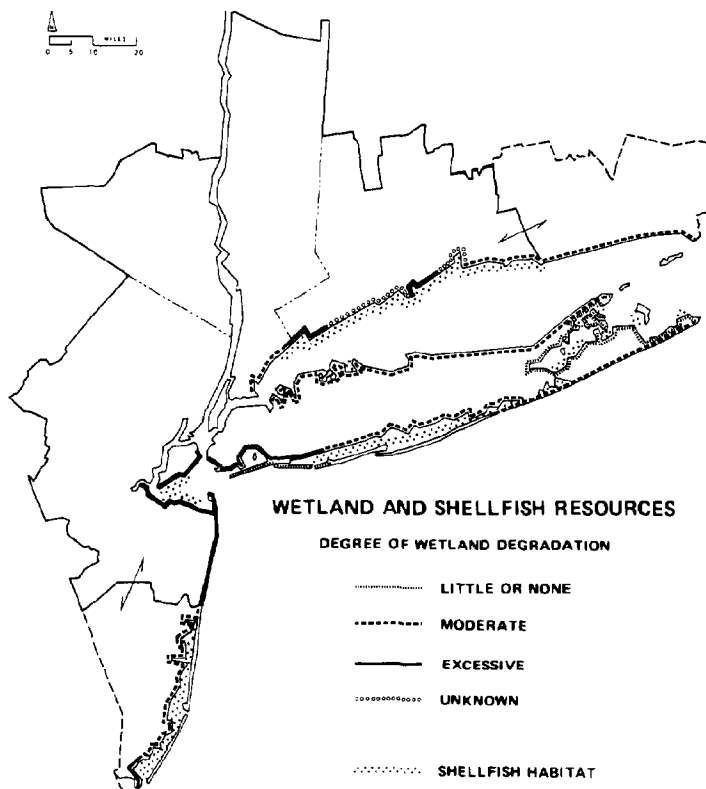 MILES
0 5 10 20
WETLAND AND SHELLFISH RESOURCES
DEGREE OF WETLAND DEGRADATION
LITTLE OR NONE
MODERATE
EXCESSIVE
UNKNOWN
SHELLFISH HABITAT